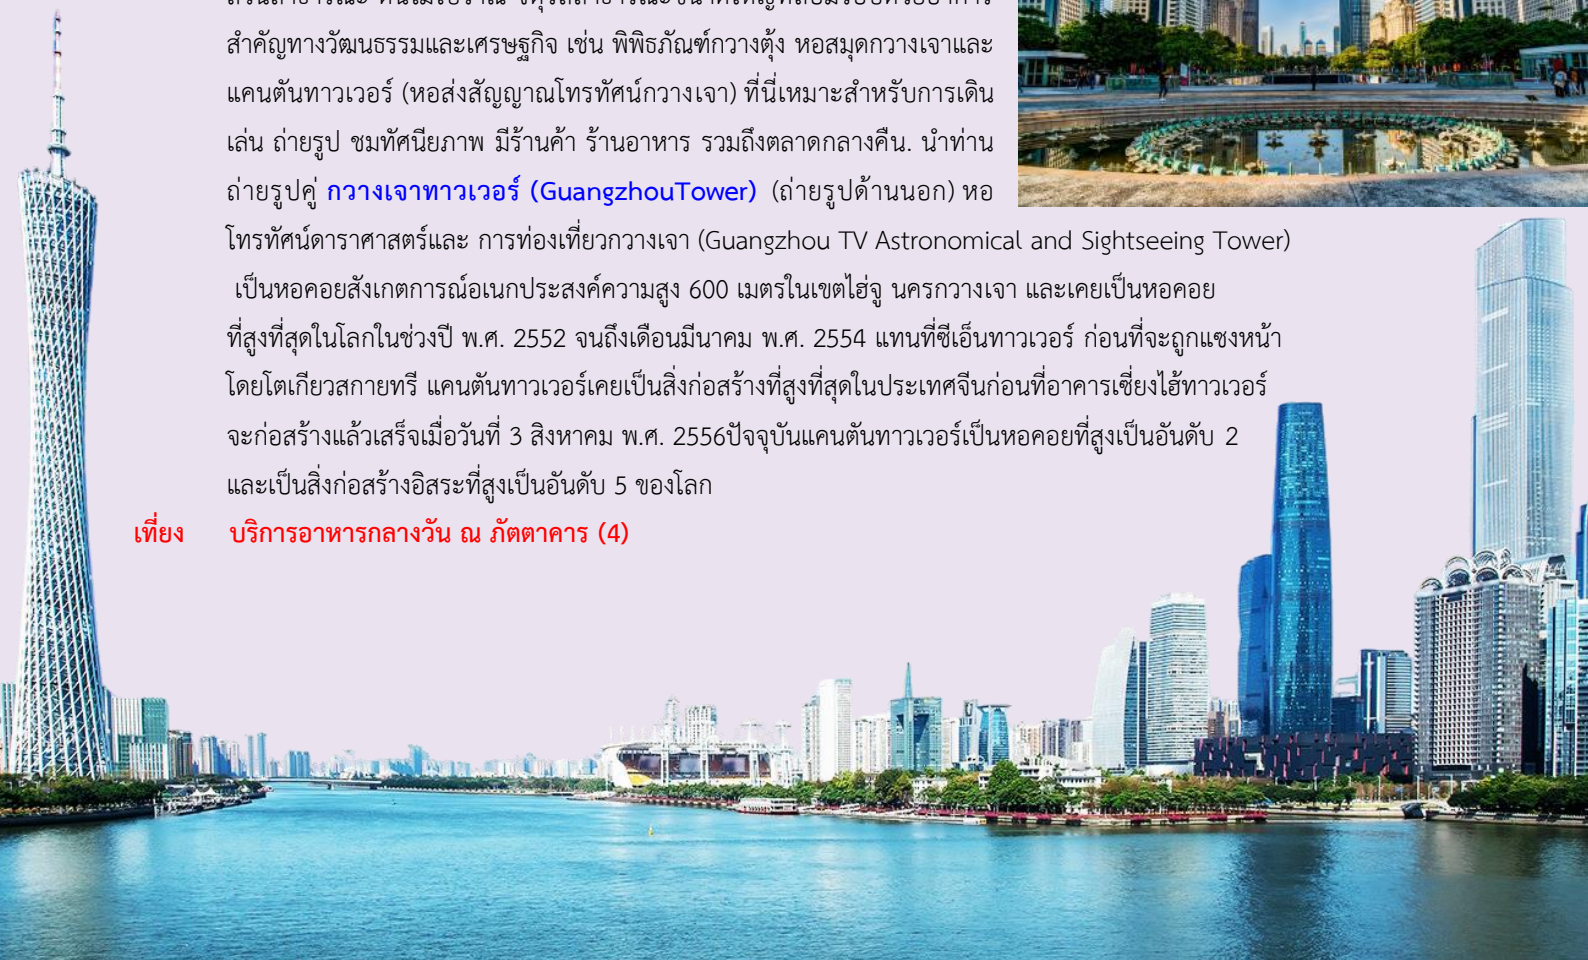 สำคัญทางวัฒนธรรมและเศรษฐกิจ เช่น พิพิธภัณฑ์กวางตุ้ง หอสมุดกวางเจาและ
แคนตันทาวเวอร์ (หอส่งสัญญาณโทรทัศน์กวางเจา) ที่นี่เหมาะสำหรับการเดิน
เล่น ถ่ายรูป ชมทัศนียภาพ มีร้านค้า ร้านอาหาร รวมถึงตลาดกลางคืน. นำท่าน
ถ่ายรูปคู่ กวางเจาทาวเวอร์ (GuangzhouTower) (ถ่ายรูปด้านนอก) หอ
โทรทัศน์ดาราศาสตร์และ การท่องเที่ยวกวางเจา (Guangzhou TV Astronomical and Sightseeing Tower)
เป็นหอคอยสังเกตการณ์อเนกประสงค์ความสูง 600 เมตรในเขตไฮ่จู นครกวางเจา และเคยเป็นหอคอย
ที่สูงที่สุดในโลกในช่วงปี พ.ศ. 2552 จนถึงเดือนมีนาคม พ.ศ. 2554 แทนที่ซีเอ็นทาวเวอร์ ก่อนที่จะถูกแซงหน้า
โดยโตเกียวสกายทรี แคนตันทาวเวอร์เคยเป็นสิ่งก่อสร้างที่สูงที่สุดในประเทศจีนก่อนที่อาคารเซี่ยงไฮ้ทาวเวอร์
จะก่อสร้างแล้วเสร็จเมื่อวันที่ 3 สิงหาคม พ.ศ. 2556ปัจจุบันแคนตันทาวเวอร์เป็นหอคอยที่สูงเป็นอันดับ 2
และเป็นสิ่งก่อสร้างอิสระที่สูงเป็นอันดับ 5 ของโลก
เที่ยง บริการอาหารกลางวัน ณ ภัตตาคาร (4)